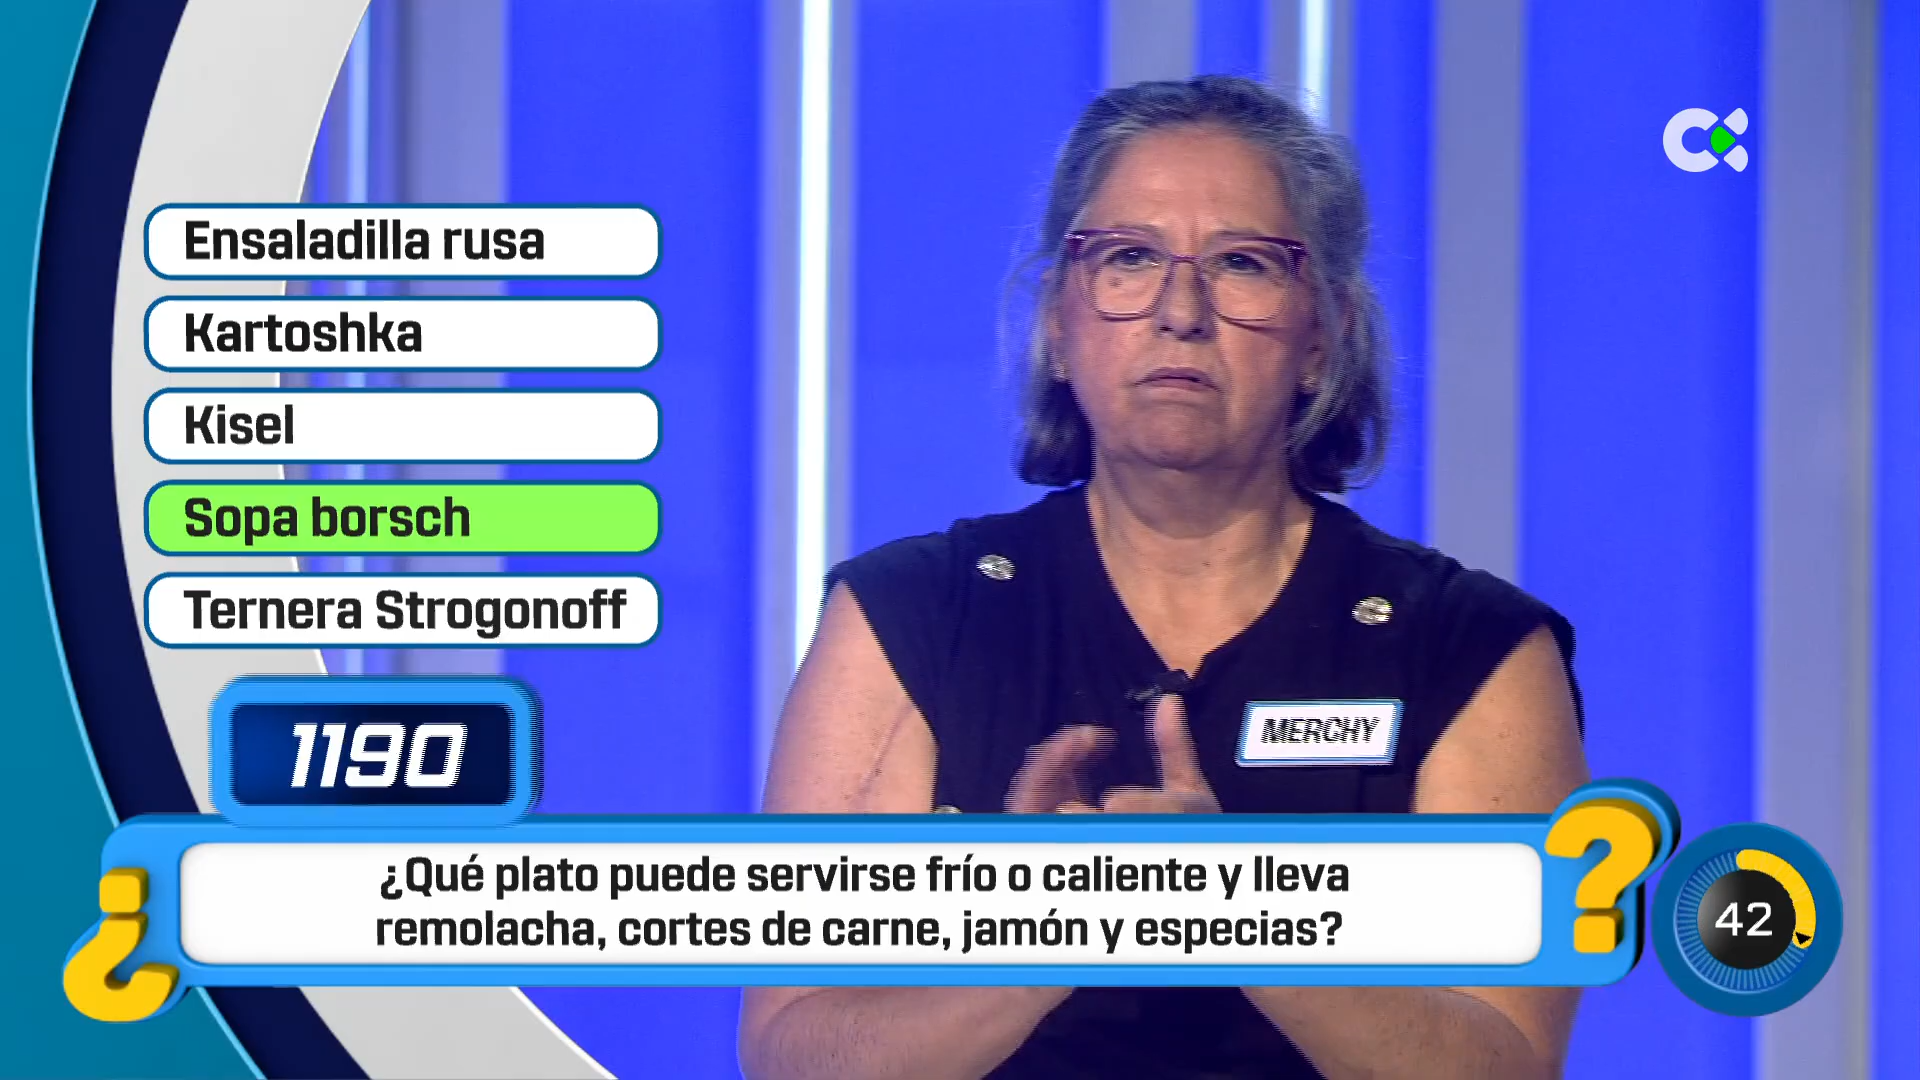 Ensaladilla rusa
Kartoshka
Kisel
Sopa borsch
Ternera Strogonoff
1190
MERCHY
¿Qué plato puede servirse frío o caliente y lleva
remolacha, cortes de carne, jamón y especias?
42